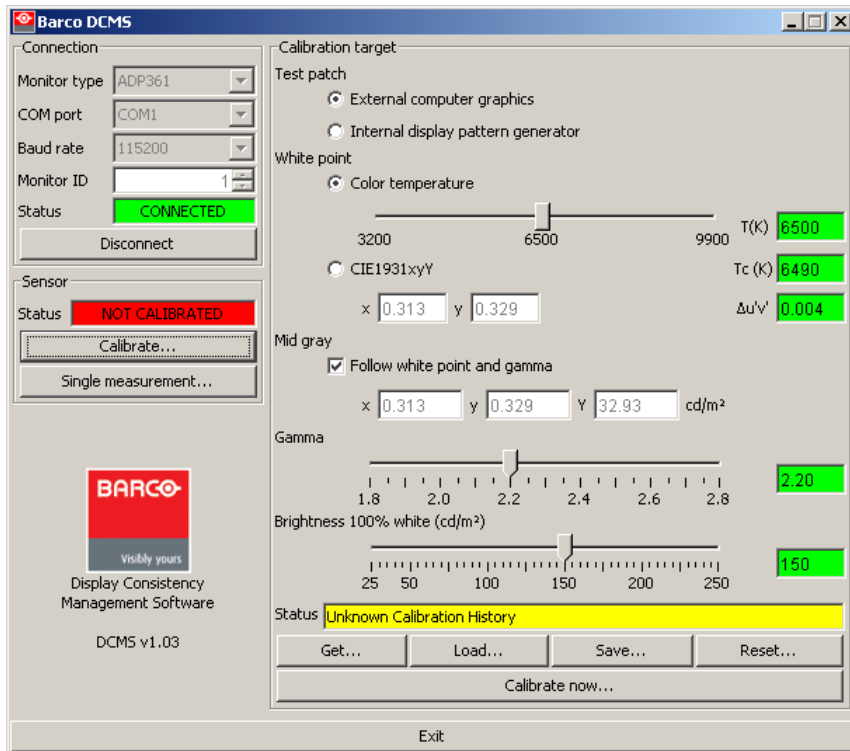 Barco DCMS
Connection
Monitor type ADP361
COM port COM1
Baud rate 115200
Monitor ID 1
Status CONNECTED
Disconnect
Sensor
Status NOT CALIBRATED
Calibrate...
Single measurement...
BARCO
Visibly yours
Display Consistency
Management Software
DCMS v1.03
Calibration target
Test patch
External computer graphics
Internal display pattern generator
White point
Color temperature
3200 6500 9900 T(K) 6500
CIE1931xyY Tc (K) 6490
x 0.313 y 0.329 Δu'v' 0.004
Mid gray
Follow white point and gamma
x 0.313 y 0.329 Y 32.93 cd/m²
Gamma
2.20
1.8 2.0 2.2 2.4 2.6 2.8
Brightness 100% white (cd/m²)
150
25 50 100 150 200 250
Status Unknown Calibration History
Get... Load... Save... Reset...
Calibrate now...
Exit